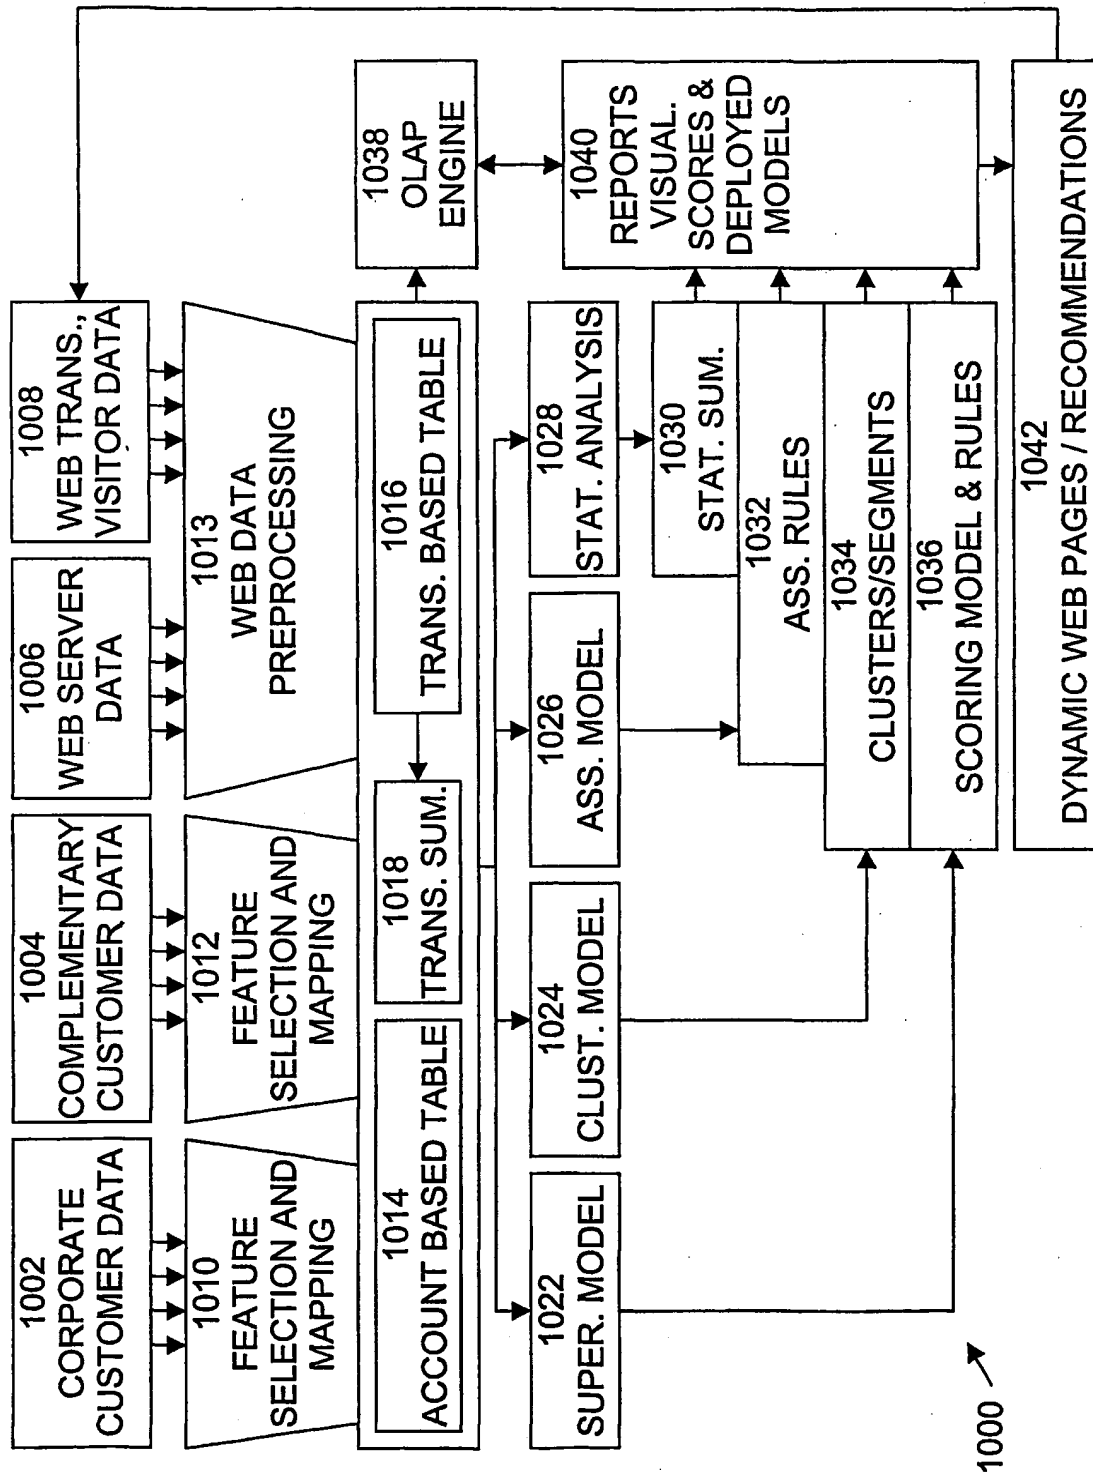 1002
CORPORATE
CUSTOMER DATA
1004
COMPLEMENTARY
CUSTOMER DATA
1006
WEB SERVER
DATA
1008
WEB TRANS.,
VISITOR DATA
1010
FEATURE
SELECTION AND
MAPPING
1012
FEATURE
SELECTION AND
MAPPING
1013
WEB DATA
PREPROCESSING
1014
ACCOUNT BASED TABLE
1018
TRANS. SUM.
1016
TRANS. BASED TABLE
1038
OLAP
ENGINE
1022
SUPER. MODEL
1024
CLUST. MODEL
1026
ASS. MODEL
1028
STAT. ANALYSIS
1030
STAT. SUM.
1032
ASS. RULES
1034
CLUSTERS/SEGMENTS
1036
SCORING MODEL & RULES
1040
REPORTS
VISUAL.
SCORES &
DEPLOYED
MODELS
1042
DYNAMIC WEB PAGES / RECOMMENDATIONS
1000